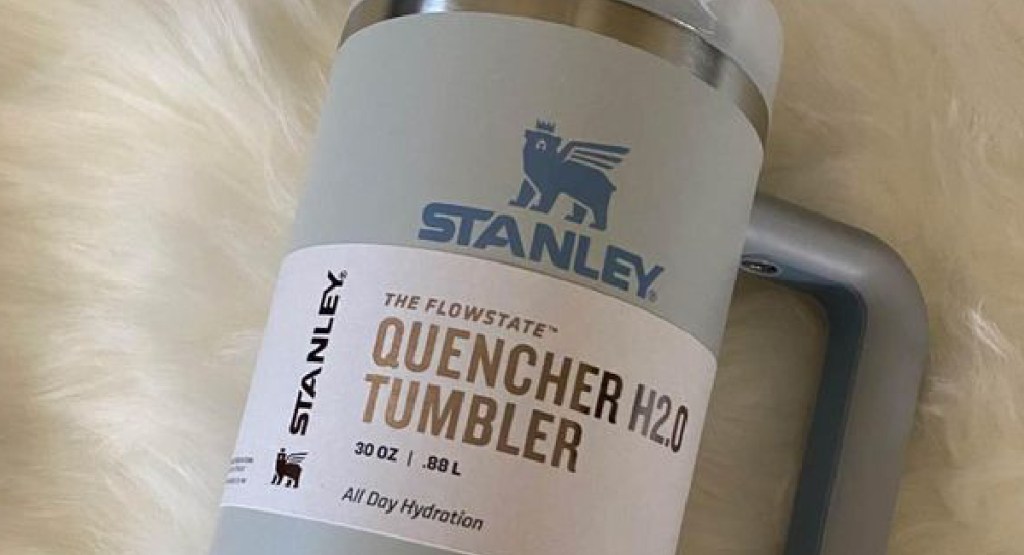 STANLEY®
STANLEY®
THE FLOWSTATE™
QUENCHER H2.0
TUMBLER
30 OZ | .88 L
All Day Hydration